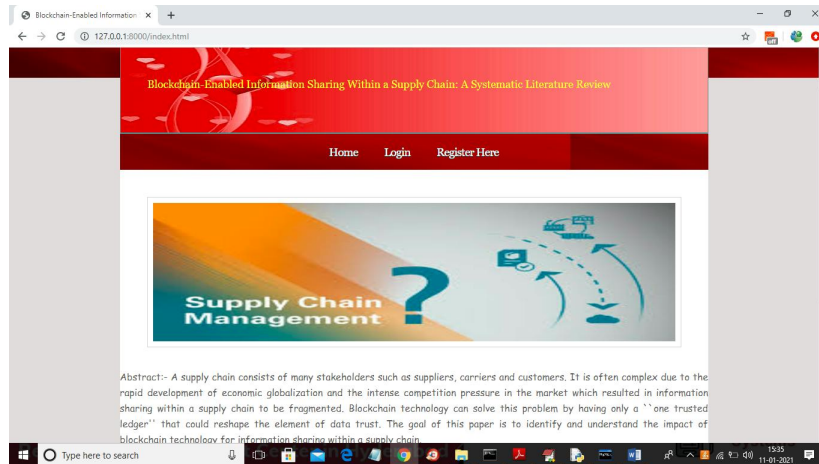 Blockchain-Enabled Information
127.0.0.1:8000/index.html
off
Blockchain-Enabled Information Sharing Within a Supply Chain: A Systematic Literature Review
Home Login Register Here
Supply Chain
Management
?
Abstract:- A supply chain consists of many stakeholders such as suppliers, carriers and customers. It is often complex due to the
rapid development of economic globalization and the intense competition pressure in the market which resulted in information
sharing within a supply chain to be fragmented. Blockchain technology can solve this problem by having only a ``one trusted
ledger'' that could reshape the element of data trust. The goal of this paper is to identify and understand the impact of
blockchain technology for information sharing within a supply chain.
Type here to search
15:35
11-01-2021